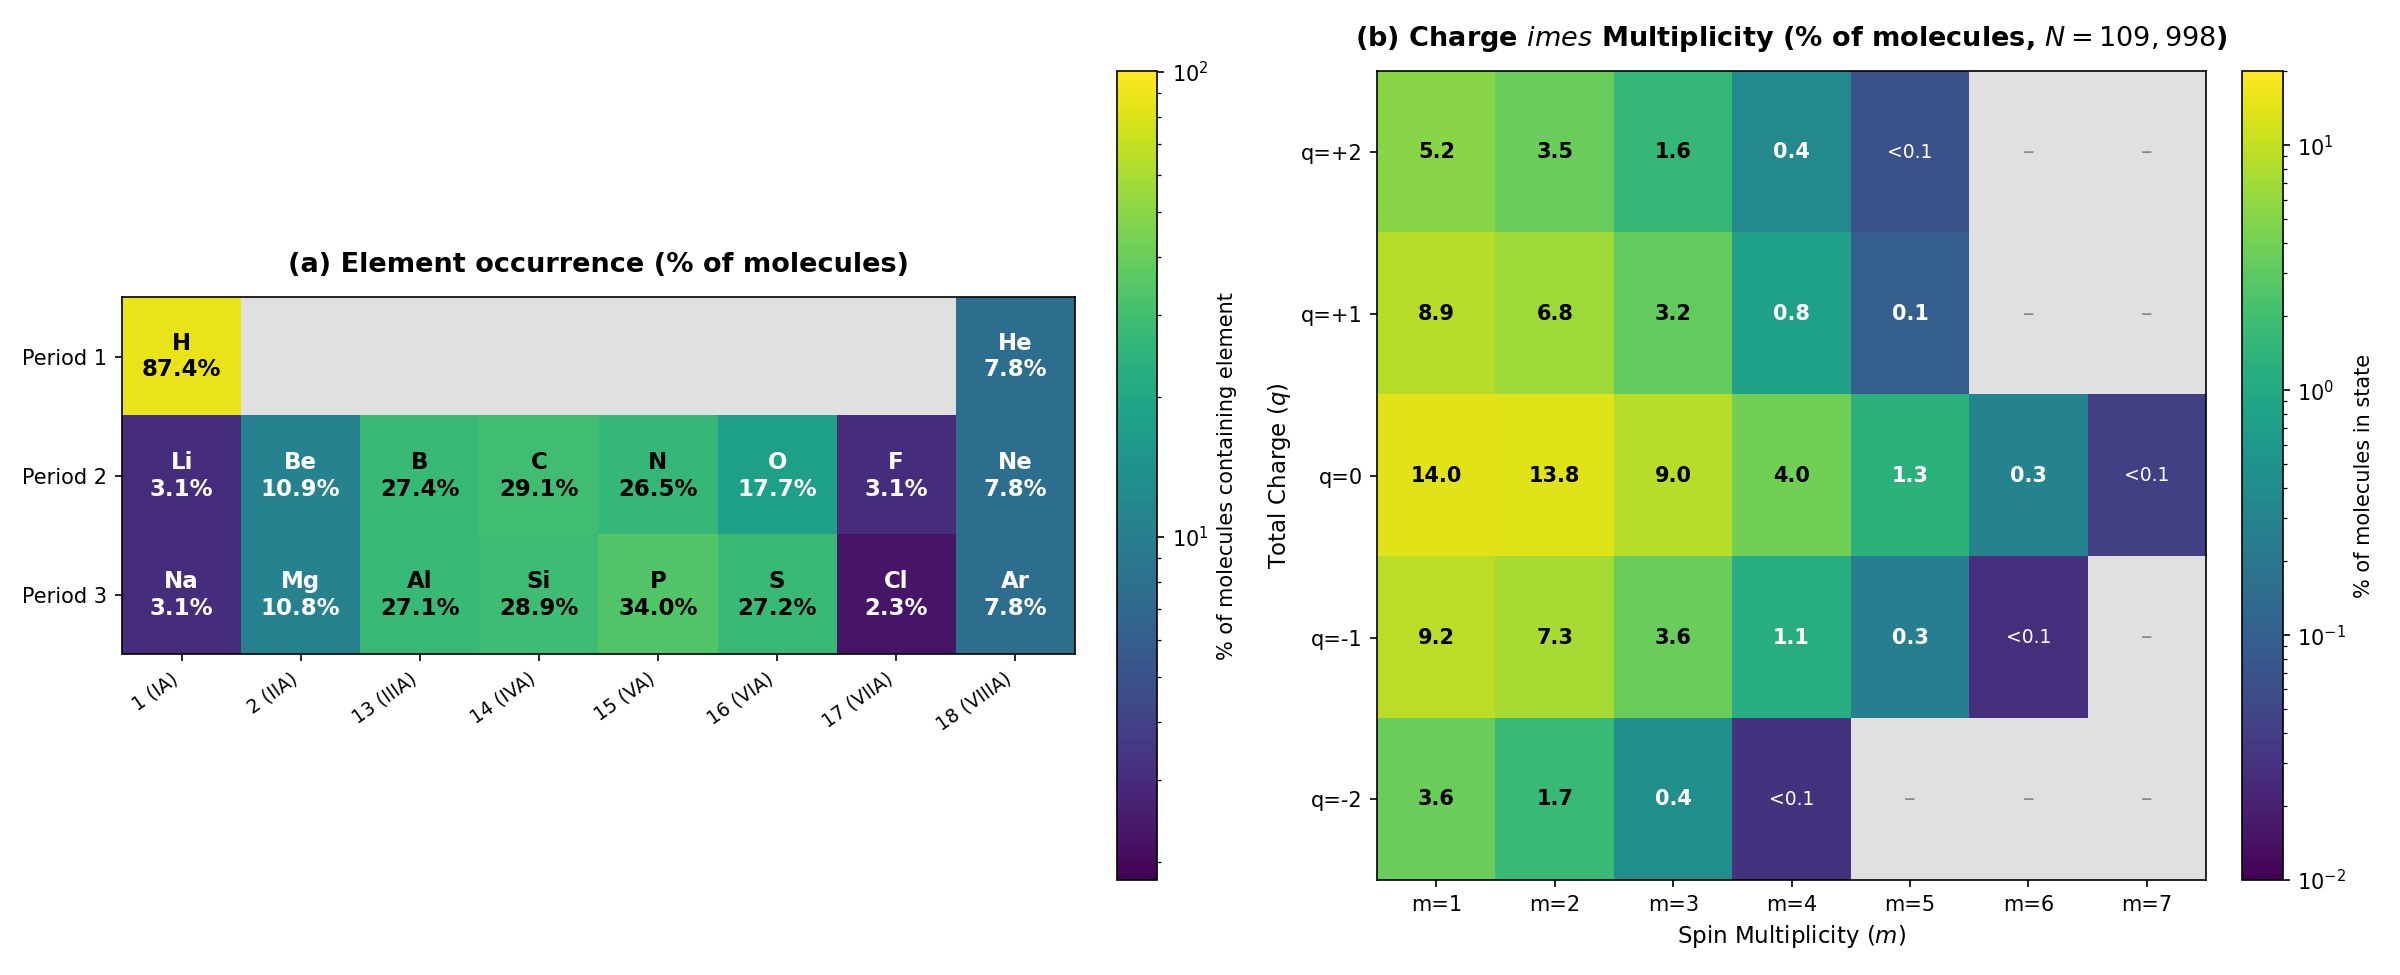 (a) Element occurrence (% of molecules)
Period 1
Period 2
Period 3
H
87.4%
He
7.8%
Li
3.1%
Be
10.9%
B
27.4%
C
29.1%
N
26.5%
O
17.7%
F
3.1%
Ne
7.8%
Na
3.1%
Mg
10.8%
Al
27.1%
Si
28.9%
P
34.0%
S
27.2%
Cl
2.3%
Ar
7.8%
1 (IA)
2 (IIA)
13 (IIIA)
14 (IVA)
15 (VA)
16 (VIA)
17 (VIIA)
18 (VIIIA)
10²
10¹
% of molecules containing element
(b) Charge imes Multiplicity (% of molecules, N = 109, 998)
Total Charge (q)
q=+2 5.2 3.5 1.6 0.4 <0.1 – –
q=+1 8.9 6.8 3.2 0.8 0.1 – –
q=0 14.0 13.8 9.0 4.0 1.3 0.3 <0.1
q=-1 9.2 7.3 3.6 1.1 0.3 <0.1 –
q=-2 3.6 1.7 0.4 <0.1 – – –
m=1 m=2 m=3 m=4 m=5 m=6 m=7
Spin Multiplicity (m)
10¹
10⁰
10⁻¹
10⁻²
% of molecules in state